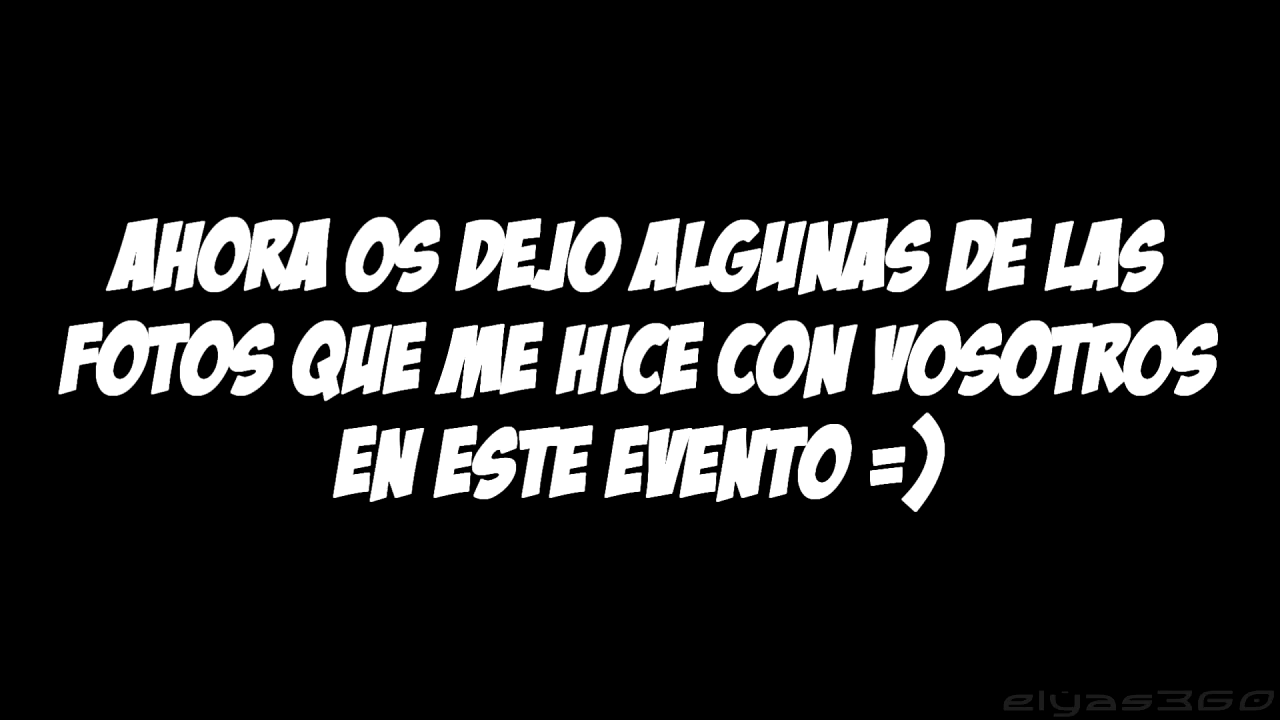 AHORA OS DEJO ALGUNAS DE LAS
FOTOS QUE ME HICE CON VOSOTROS
EN ESTE EVENTO =)
elyas360